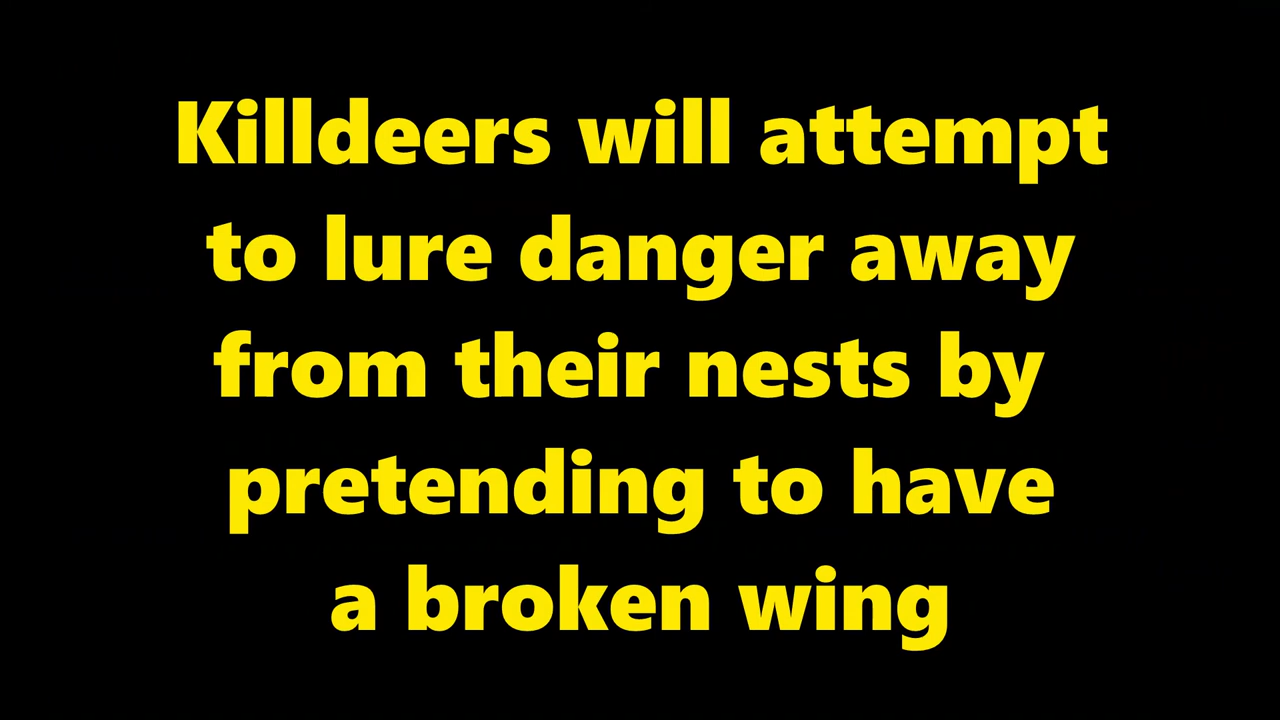 Killdeers will attempt
to lure danger away
from their nests by
pretending to have
a broken wing